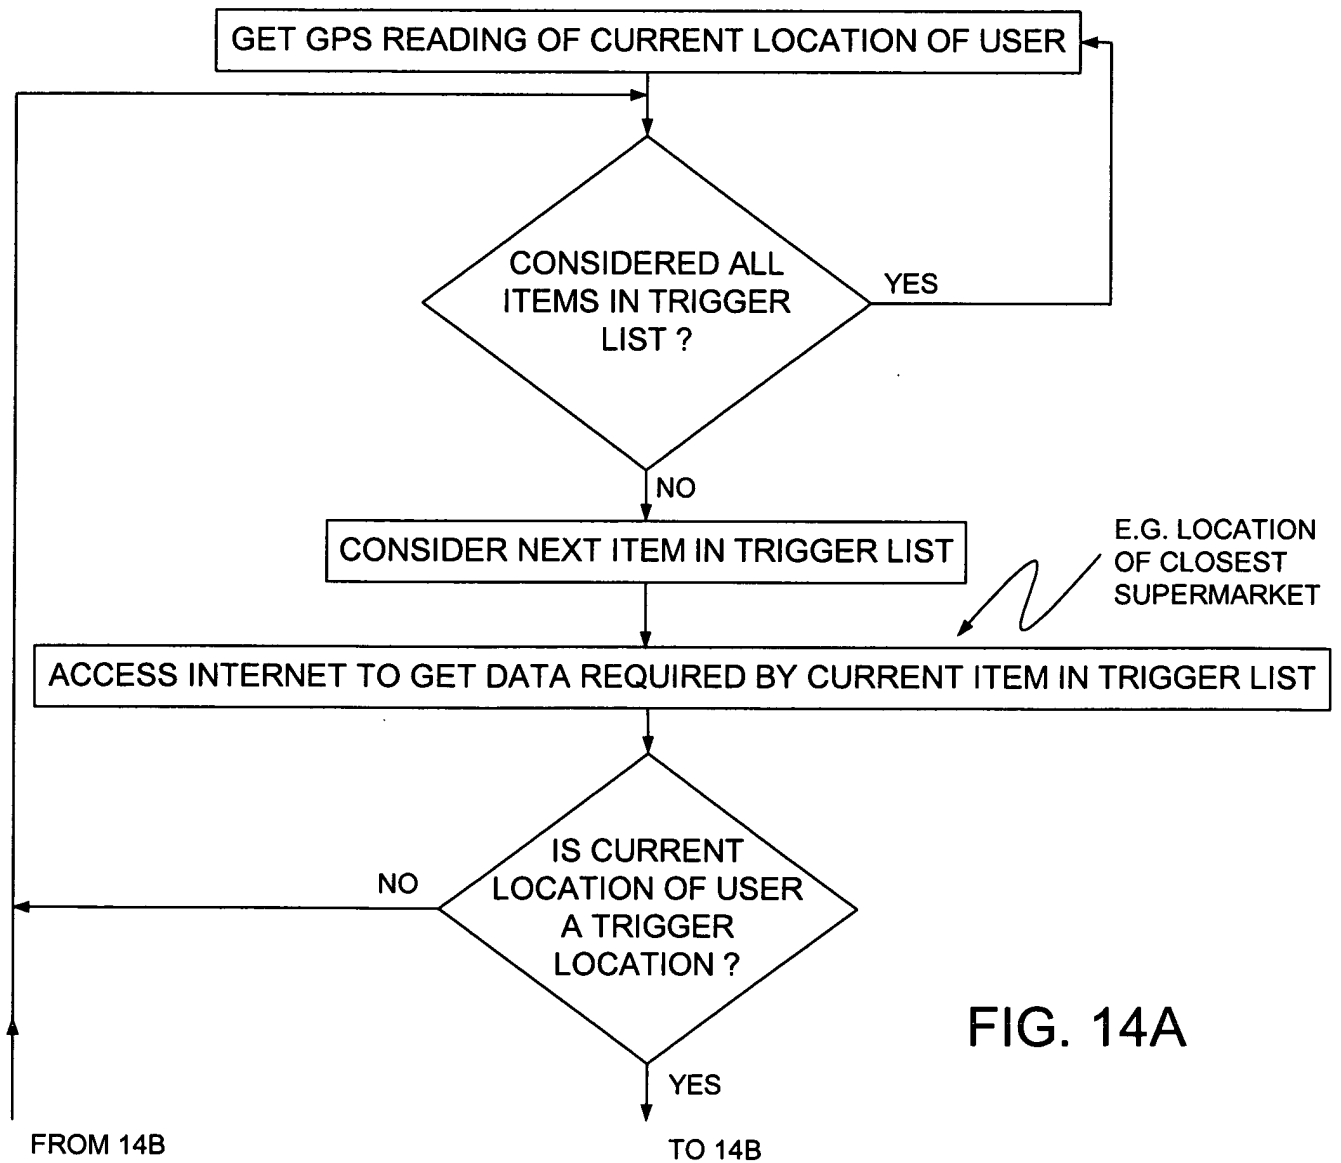 GET GPS READING OF CURRENT LOCATION OF USER
CONSIDERED ALL
ITEMS IN TRIGGER
LIST ?
YES
NO
CONSIDER NEXT ITEM IN TRIGGER LIST
E.G. LOCATION
OF CLOSEST
SUPERMARKET
ACCESS INTERNET TO GET DATA REQUIRED BY CURRENT ITEM IN TRIGGER LIST
IS CURRENT
LOCATION OF USER
A TRIGGER
LOCATION ?
NO
YES
FIG. 14A
FROM 14B
TO 14B